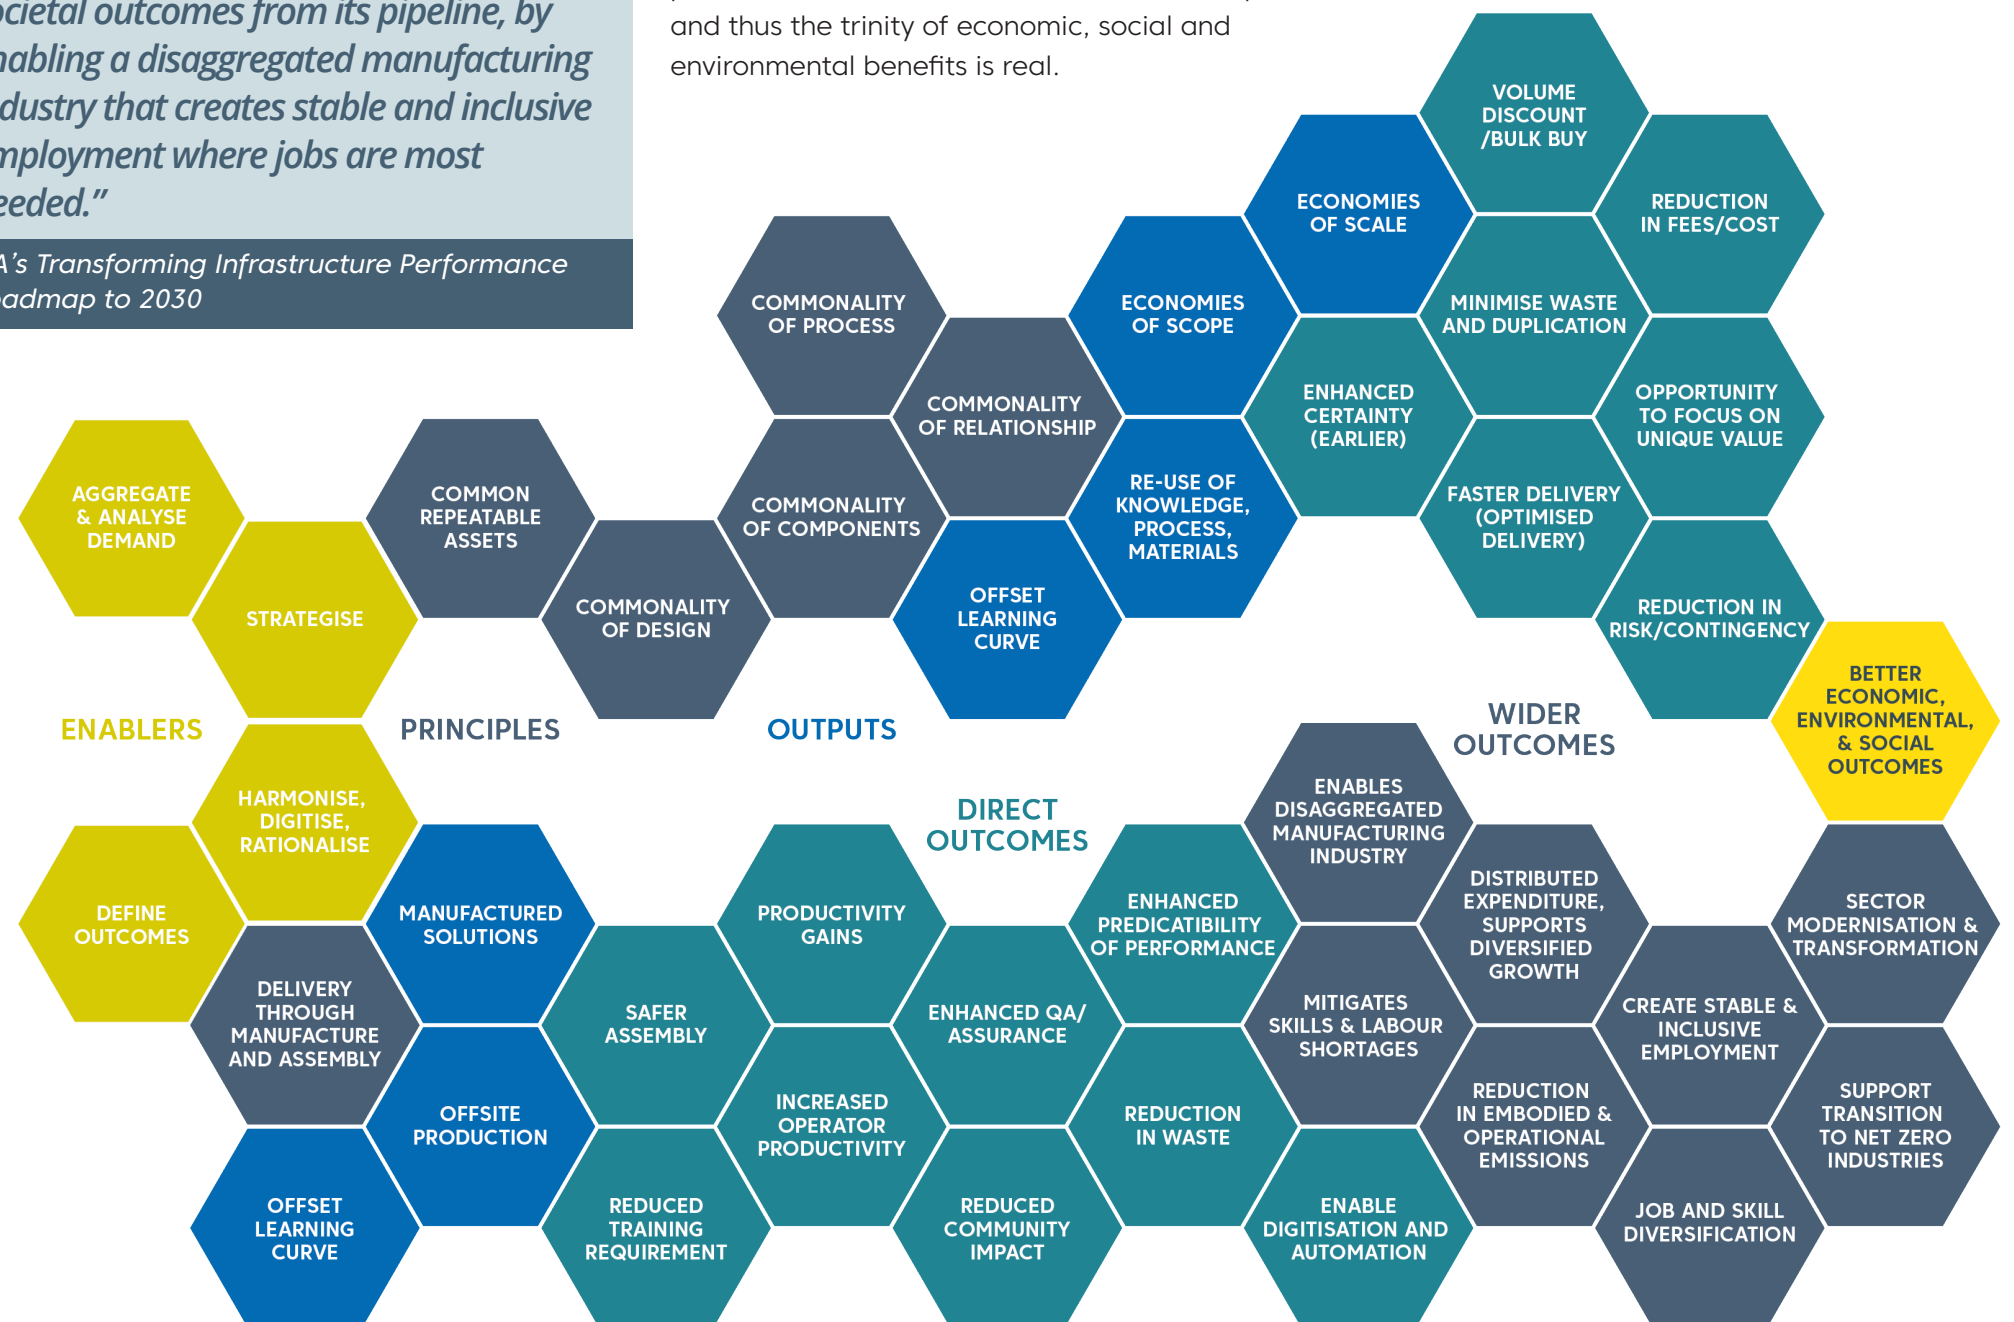 ocietal outcomes from its pipeline, by
nabling a disaggregated manufacturing
dustry that creates stable and inclusive
mployment where jobs are most
eeded.”
A’s Transforming Infrastructure Performance
oadmap to 2030
and thus the trinity of economic, social and
environmental benefits is real.
VOLUME
DISCOUNT
/BULK BUY
ECONOMIES
OF SCALE
REDUCTION
IN FEES/COST
COMMONALITY
OF PROCESS
ECONOMIES
OF SCOPE
MINIMISE WASTE
AND DUPLICATION
COMMONALITY
OF RELATIONSHIP
ENHANCED
CERTAINTY
(EARLIER)
OPPORTUNITY
TO FOCUS ON
UNIQUE VALUE
AGGREGATE
& ANALYSE
DEMAND
COMMON
REPEATABLE
ASSETS
COMMONALITY
OF COMPONENTS
RE-USE OF
KNOWLEDGE,
PROCESS,
MATERIALS
FASTER DELIVERY
(OPTIMISED
DELIVERY)
STRATEGISE
COMMONALITY
OF DESIGN
OFFSET
LEARNING
CURVE
REDUCTION IN
RISK/CONTINGENCY
BETTER
ECONOMIC,
ENVIRONMENTAL,
& SOCIAL
OUTCOMES
ENABLERS
PRINCIPLES
OUTPUTS
WIDER
OUTCOMES
DIRECT
OUTCOMES
HARMONISE,
DIGITISE,
RATIONALISE
ENABLES
DISAGGREGATED
MANUFACTURING
INDUSTRY
DEFINE
OUTCOMES
MANUFACTURED
SOLUTIONS
PRODUCTIVITY
GAINS
ENHANCED
PREDICATIBILITY
OF PERFORMANCE
DISTRIBUTED
EXPENDITURE,
SUPPORTS
DIVERSIFIED
GROWTH
SECTOR
MODERNISATION &
TRANSFORMATION
DELIVERY
THROUGH
MANUFACTURE
AND ASSEMBLY
SAFER
ASSEMBLY
ENHANCED QA/
ASSURANCE
MITIGATES
SKILLS & LABOUR
SHORTAGES
CREATE STABLE &
INCLUSIVE
EMPLOYMENT
OFFSITE
PRODUCTION
INCREASED
OPERATOR
PRODUCTIVITY
REDUCTION
IN WASTE
REDUCTION
IN EMBODIED &
OPERATIONAL
EMISSIONS
SUPPORT
TRANSITION
TO NET ZERO
INDUSTRIES
OFFSET
LEARNING
CURVE
REDUCED
TRAINING
REQUIREMENT
REDUCED
COMMUNITY
IMPACT
ENABLE
DIGITISATION AND
AUTOMATION
JOB AND SKILL
DIVERSIFICATION